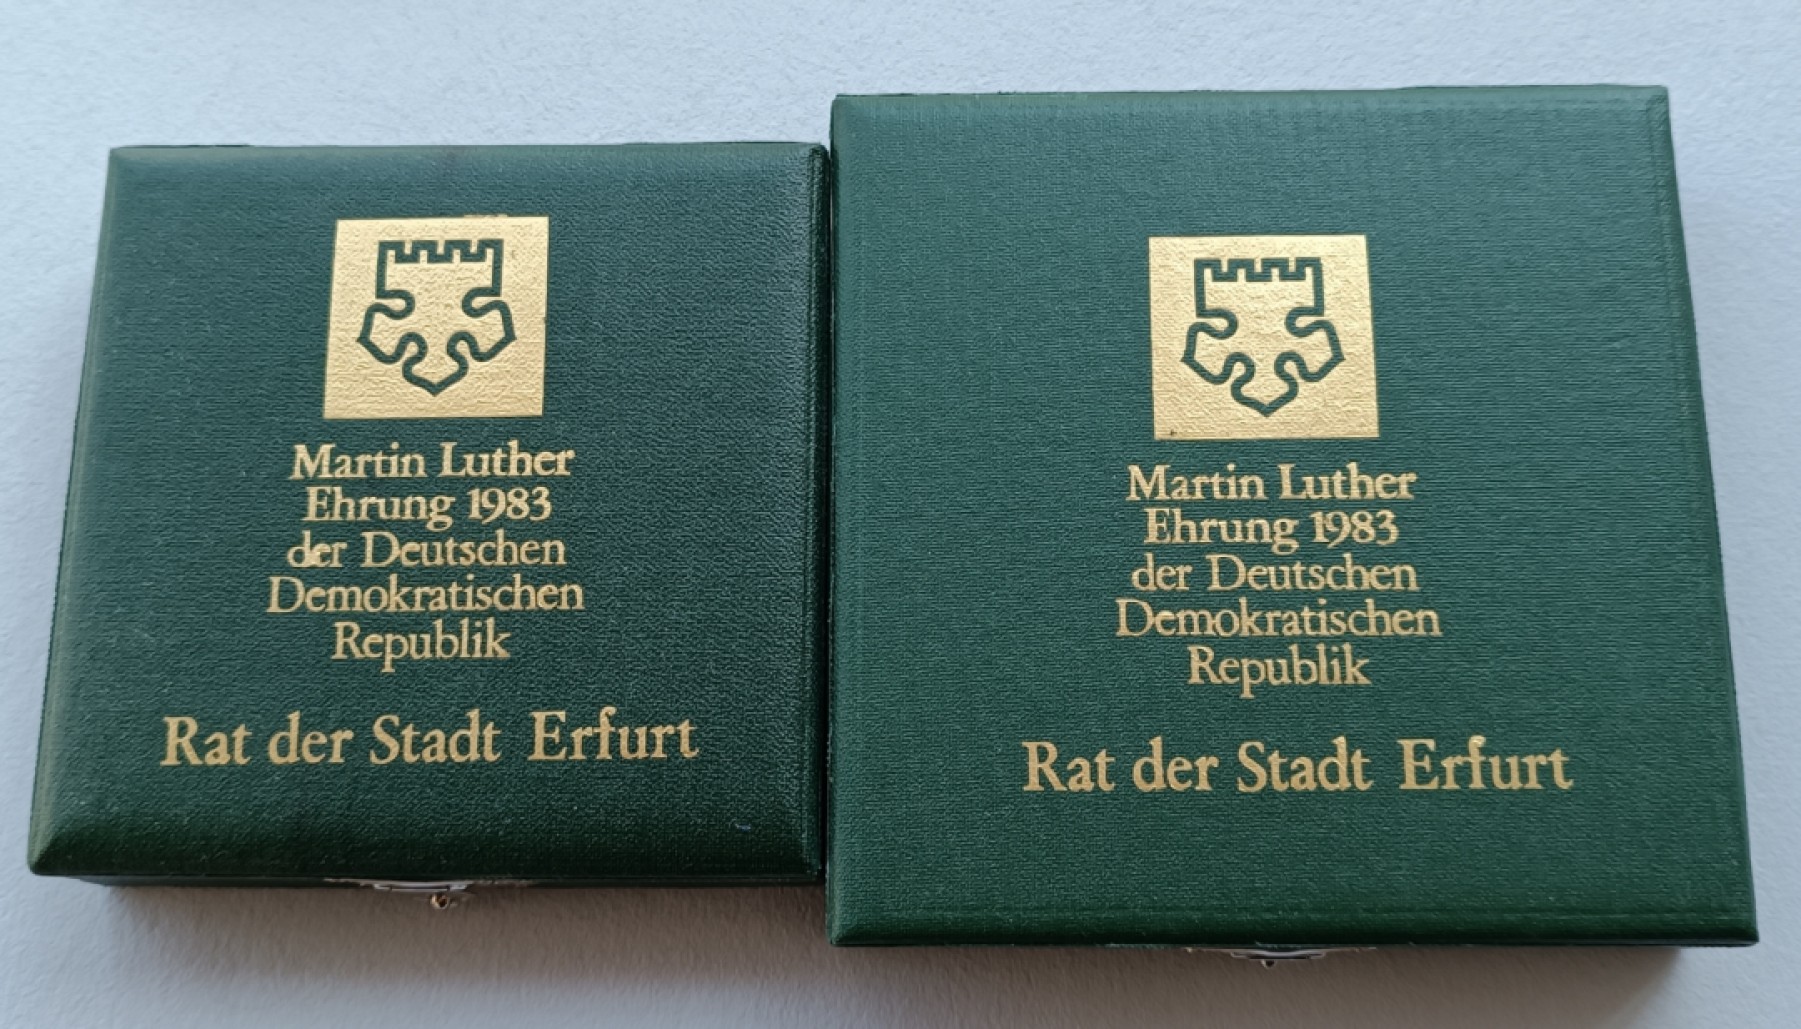 Martin Luther
Ehrung 1983
der Deutschen
Demokratischen
Republik
Rat der Stadt Erfurt
Martin Luther
Ehrung 1983
der Deutschen
Demokratischen
Republik
Rat der Stadt Erfurt